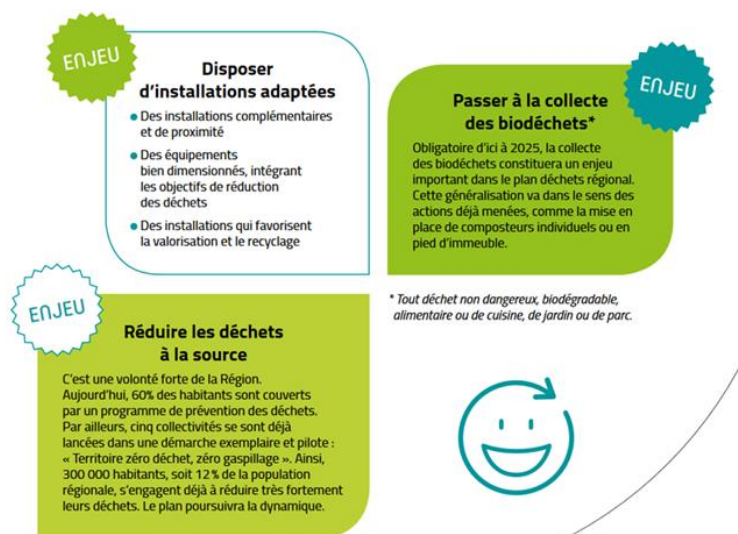 ENJEU
Disposer
d'installations adaptées
• Des installations complémentaires
et de proximité
• Des équipements
bien dimensionnés, intégrant
les objectifs de réduction
des déchets
• Des installations qui favorisent
la valorisation et le recyclage
ENJEU
Passer à la collecte
des biodéchets*
Obligatoire d'ici à 2025, la collecte
des biodéchets constituera un enjeu
important dans le plan déchets régional.
Cette généralisation va dans le sens des
actions déjà menées, comme la mise en
place de composteurs individuels ou en
pied d'immeuble.
* Tout déchet non dangereux, biodégradable,
alimentaire ou de cuisine, de jardin ou de parc.
ENJEU
Réduire les déchets
à la source
C'est une volonté forte de la Région.
Aujourd'hui, 60% des habitants sont couverts
par un programme de prévention des déchets.
Par ailleurs, cinq collectivités se sont déjà
lancées dans une démarche exemplaire et pilote :
« Territoire zéro déchet, zéro gaspillage ». Ainsi,
300 000 habitants, soit 12% de la population
régionale, s'engagent déjà à réduire très fortement
leurs déchets. Le plan poursuivra la dynamique.